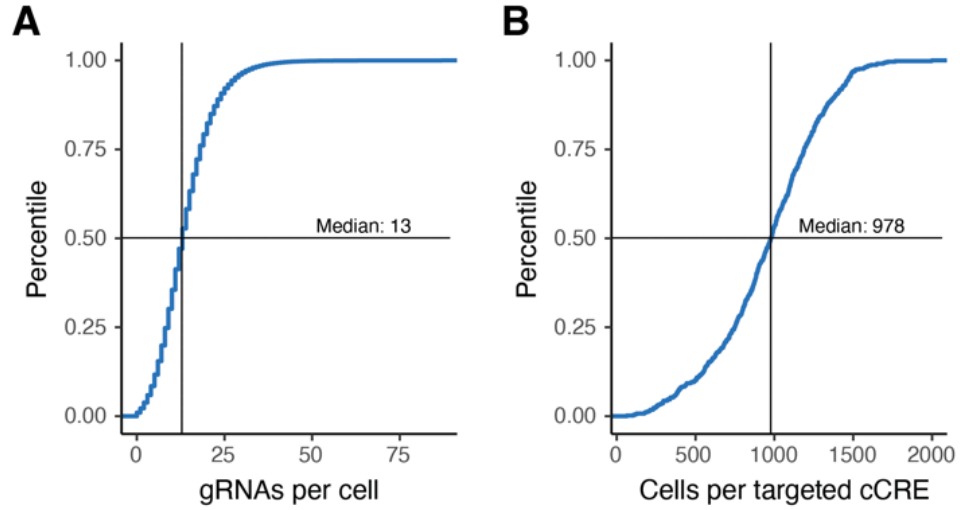 A
Percentile
1.00
0.75
0.50
0.25
0.00
Median: 13
0 25 50 75
gRNAs per cell
B
Percentile
1.00
0.75
0.50
0.25
0.00
Median: 978
0 500 1000 1500 2000
Cells per targeted cCRE